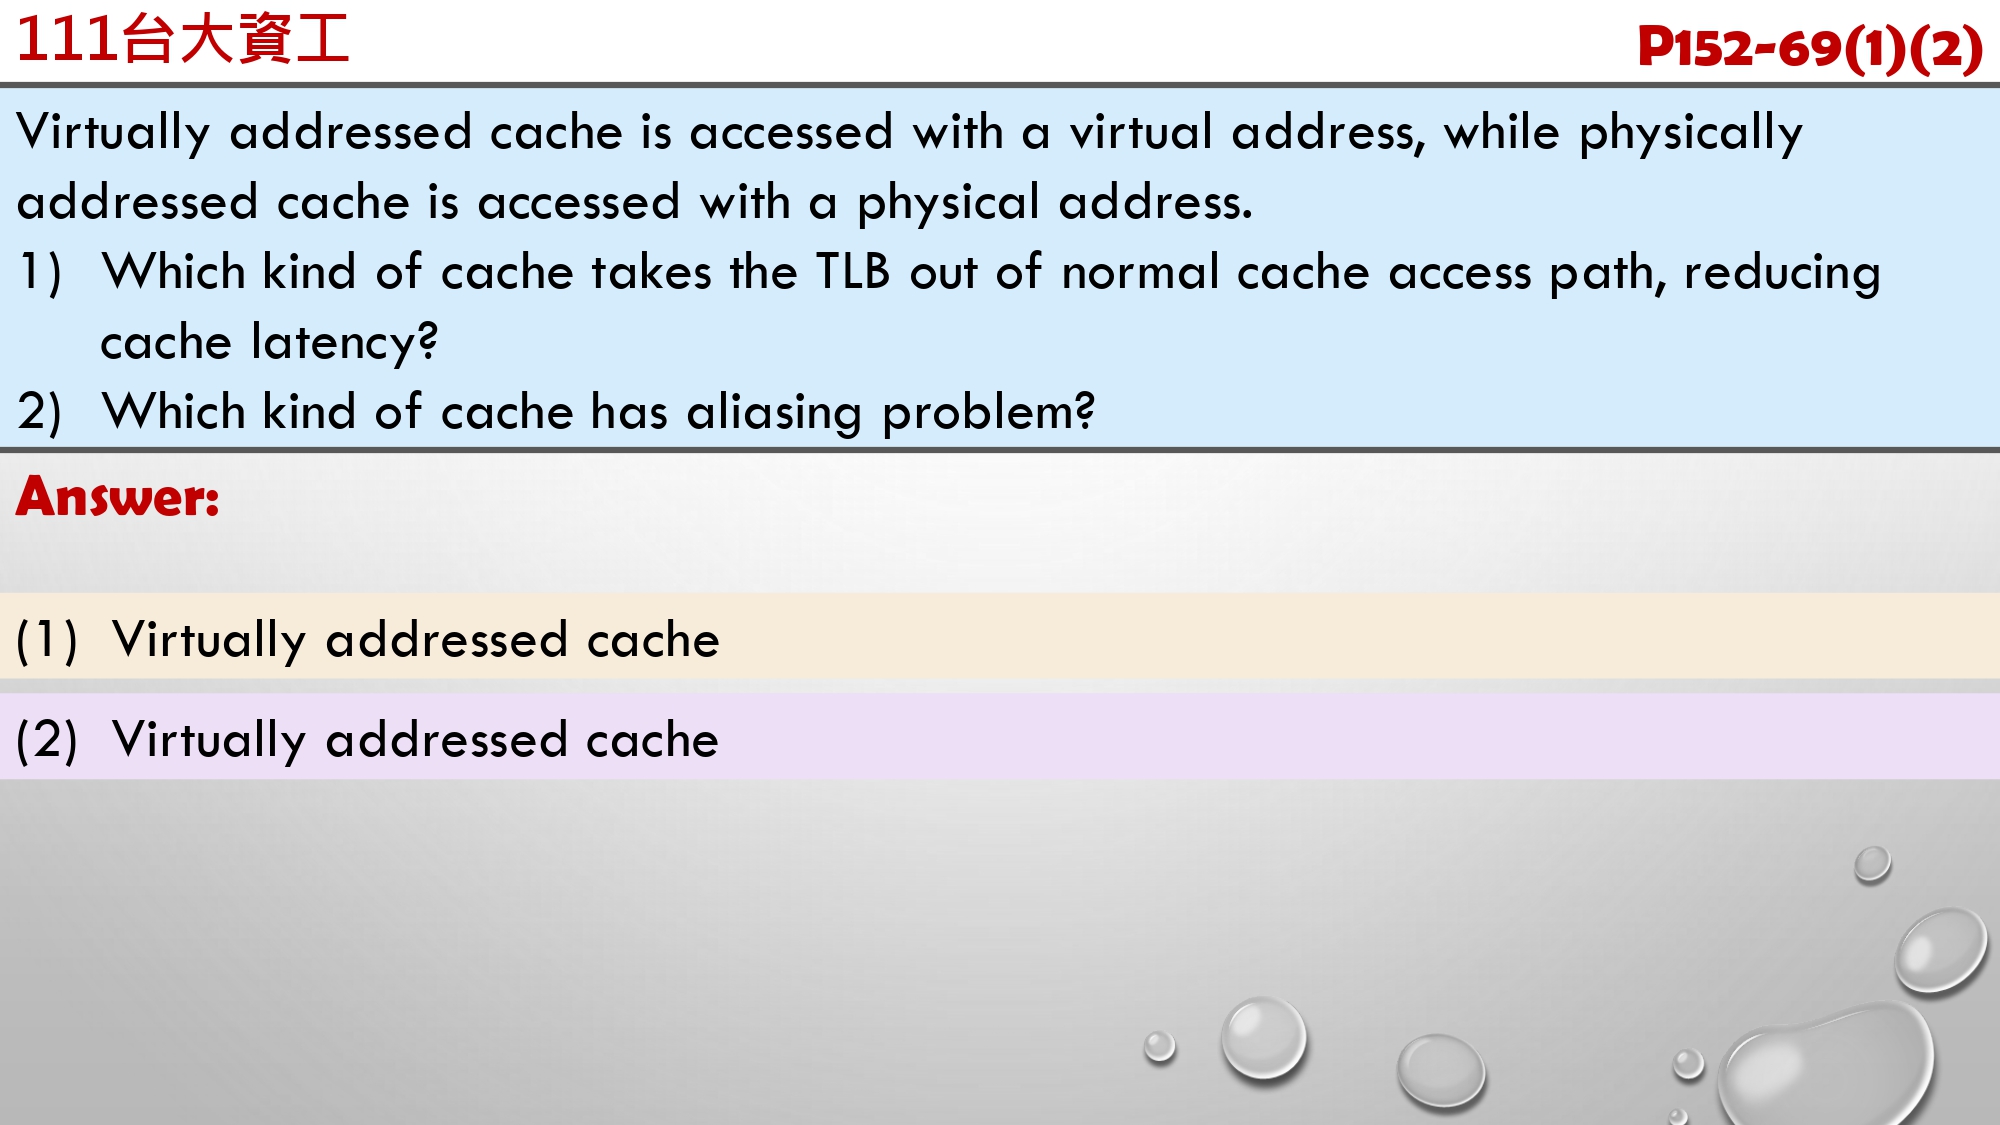 111台大資工
P152-69(1)(2)
Virtually addressed cache is accessed with a virtual address, while physically
addressed cache is accessed with a physical address.
1) Which kind of cache takes the TLB out of normal cache access path, reducing
cache latency?
2) Which kind of cache has aliasing problem?
Answer:
(1) Virtually addressed cache
(2) Virtually addressed cache